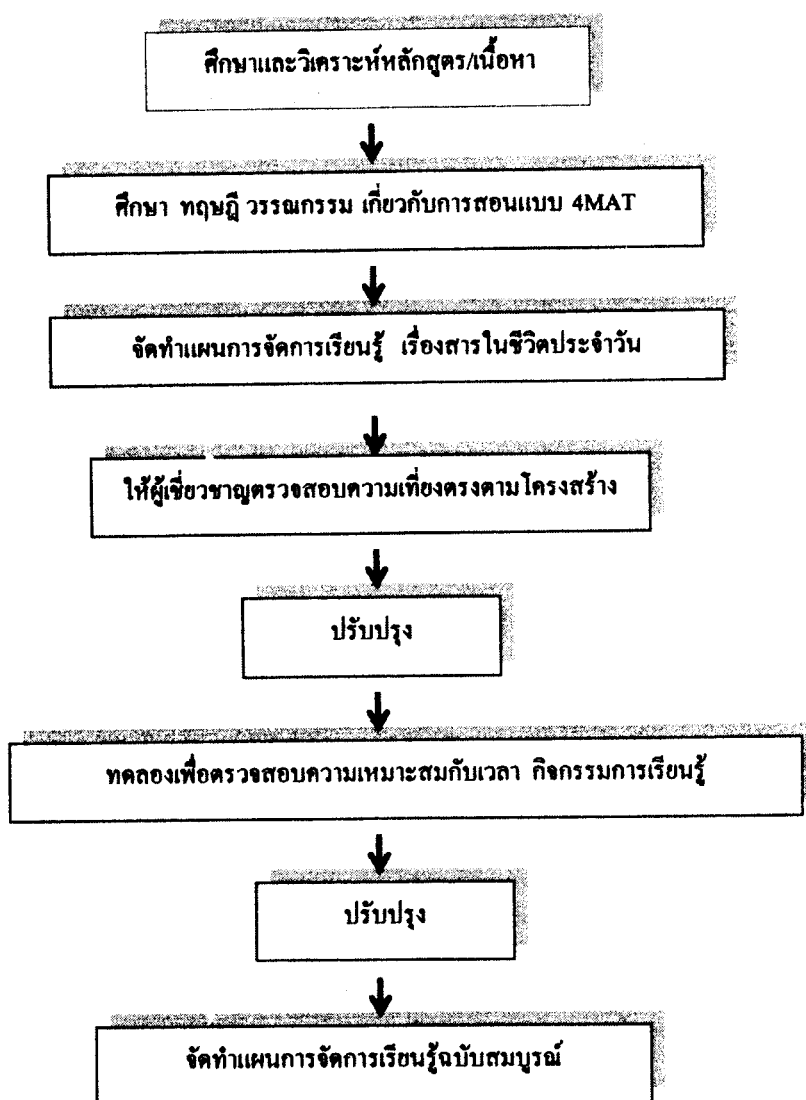 ศึกษาและวิเคราะห์หลักสูตร/เนื้อหา
ศึกษา ทฤษฎี วรรณกรรม เกี่ยวกับการสอนแบบ 4MAT
จัดทำแผนการจัดการเรียนรู้ เรื่องสารในชีวิตประจำวัน
ให้ผู้เชี่ยวชาญตรวจสอบความเที่ยงตรงตามโครงสร้าง
ปรับปรุง
ทดลองเพื่อตรวจสอบความเหมาะสมกับเวลา กิจกรรมการเรียนรู้
ปรับปรุง
จัดทำแผนการจัดการเรียนรู้ฉบับสมบูรณ์